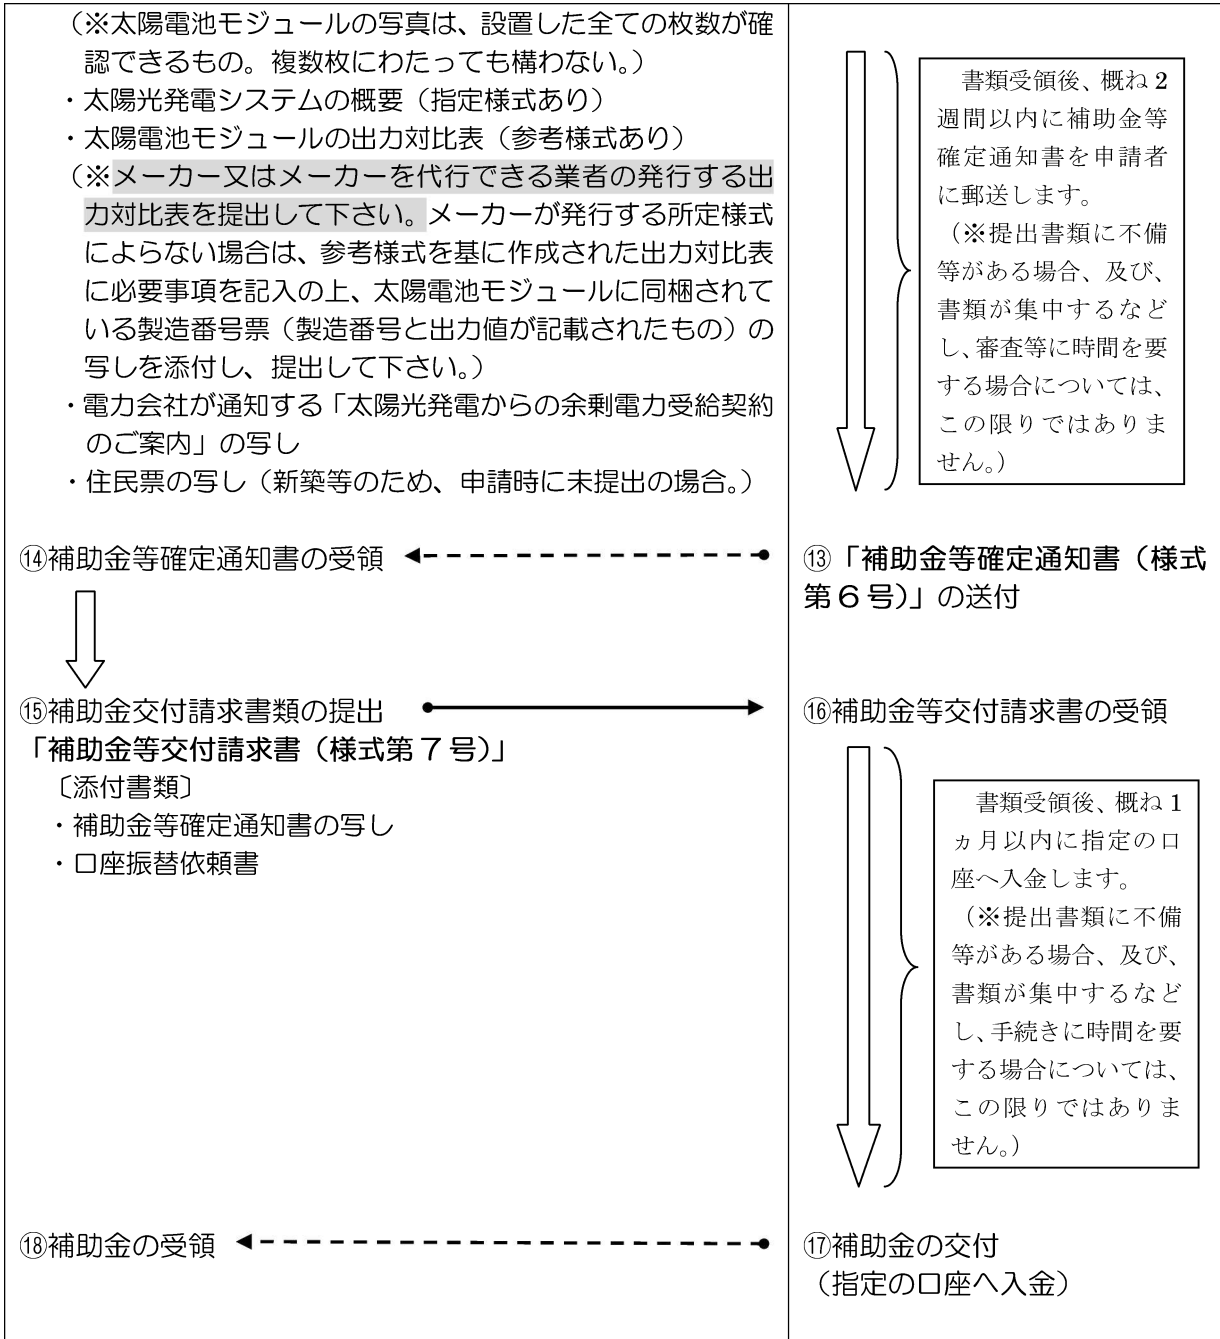 （※太陽電池モジュールの写真は、設置した全ての枚数が確
認できるもの。複数枚にわたっても構わない。）
・太陽光発電システムの概要（指定様式あり）
・太陽電池モジュールの出力対比表（参考様式あり）
（※メーカー又はメーカーを代行できる業者の発行する出
力対比表を提出して下さい。メーカーが発行する所定様式
によらない場合は、参考様式を基に作成された出力対比表
に必要事項を記入の上、太陽電池モジュールに同梱されて
いる製造番号票（製造番号と出力値が記載されたもの）の
写しを添付し、提出して下さい。）
・電力会社が通知する「太陽光発電からの余剰電力受給契約
のご案内」の写し
・住民票の写し（新築等のため、申請時に未提出の場合。）
書類受領後、概ね2
週間以内に補助金等
確定通知書を申請者
に郵送します。
（※提出書類に不備
等がある場合、及び、
書類が集中するなど
し、審査等に時間を要
する場合については、
この限りではありま
せん。）
⑭補助金等確定通知書の受領
⑬「補助金等確定通知書（様式
第６号）」の送付
⑮補助金交付請求書類の提出
「補助金等交付請求書（様式第７号）」
〔添付書類〕
・補助金等確定通知書の写し
・口座振替依頼書
⑯補助金等交付請求書の受領
書類受領後、概ね1
ヵ月以内に指定の口
座へ入金します。
（※提出書類に不備
等がある場合、及び、
書類が集中するなど
し、手続きに時間を要
する場合については、
この限りではありま
せん。）
⑱補助金の受領
⑰補助金の交付
（指定の口座へ入金）